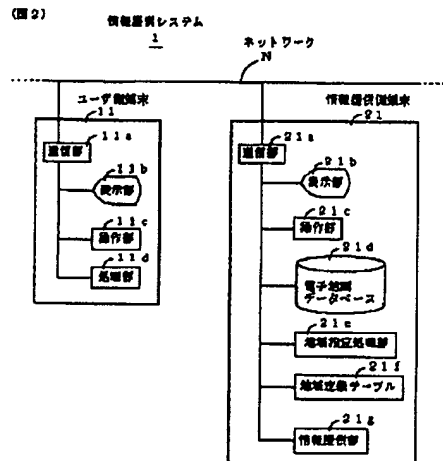 (図2)
情報提供システム
1
ネットワーク
N
ユーザ側端末
11
11a
通信部
11b
表示部
11c
操作部
11d
処理部
情報提供側端末
21
21a
通信部
21b
表示部
21c
操作部
21d
電子地図
データベース
21e
地域指定処理部
21f
地域定義テーブル
21g
情報提供部